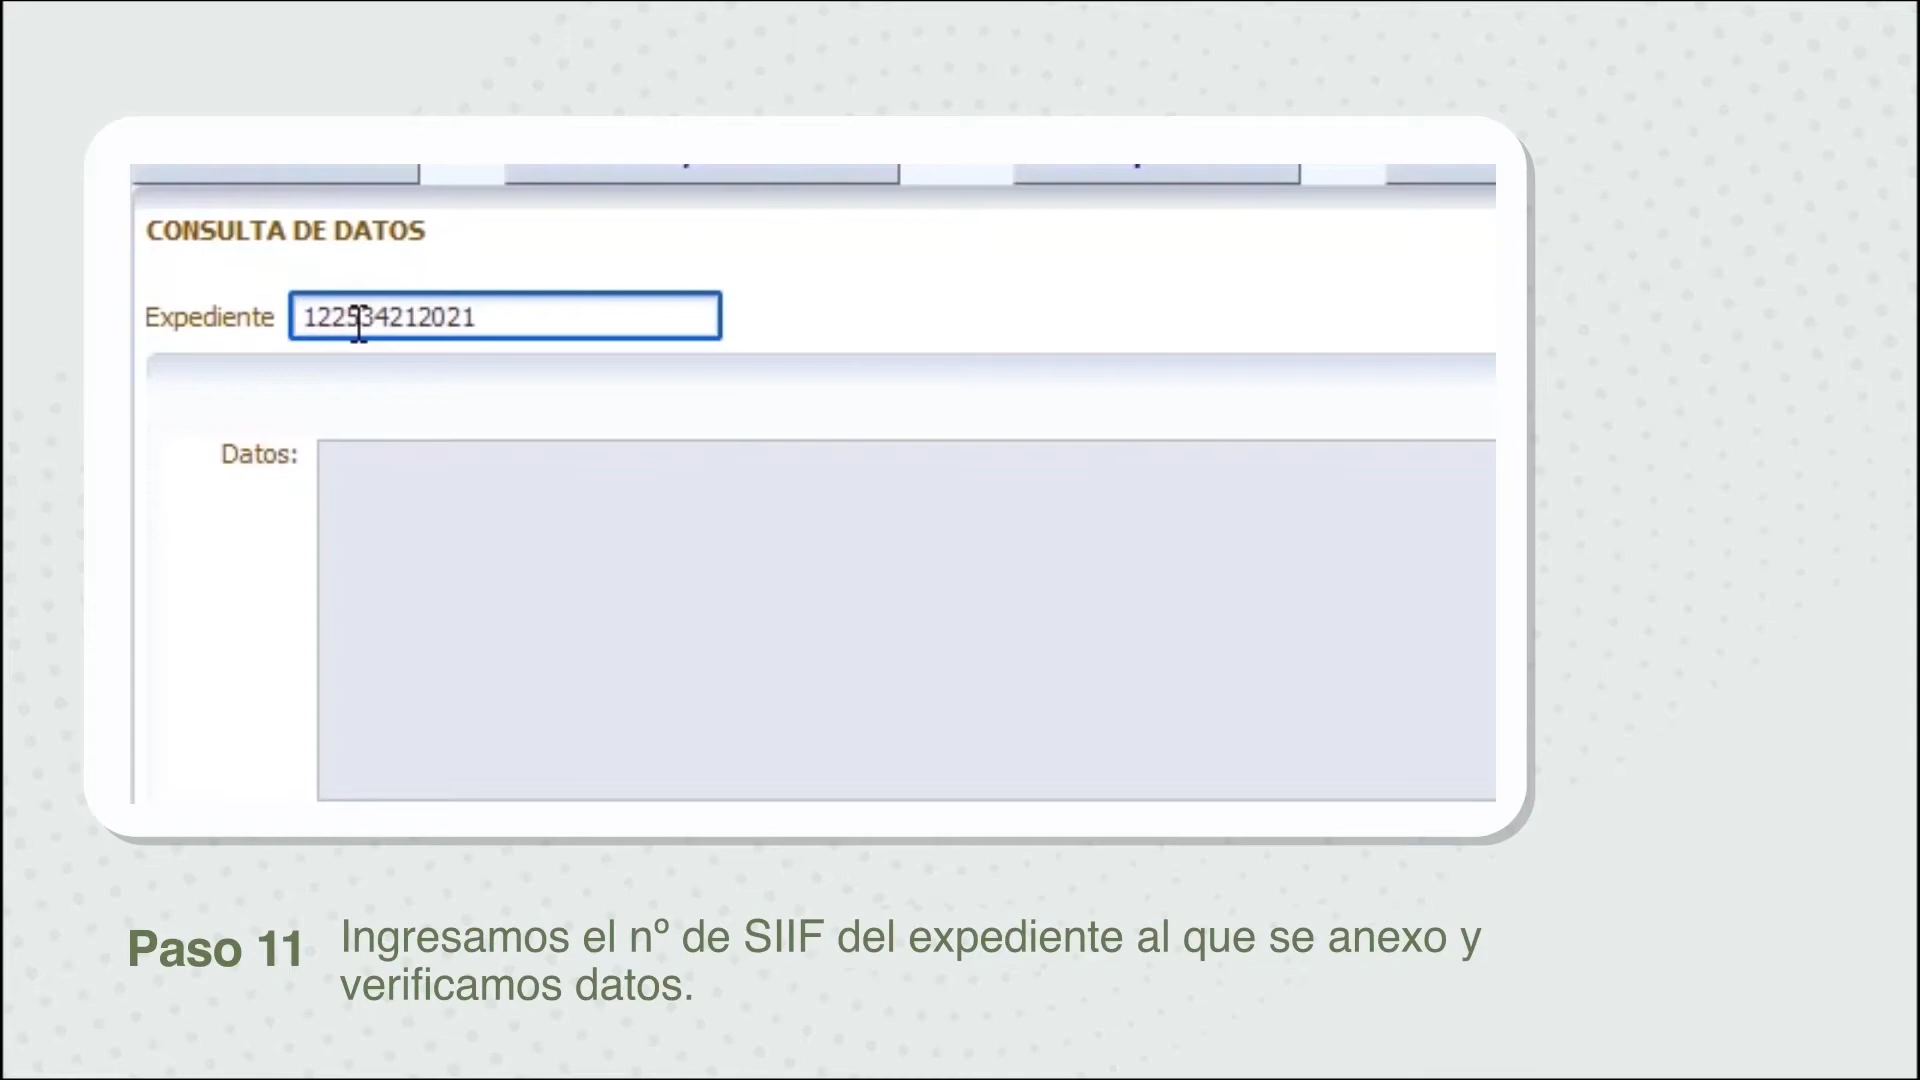 CONSULTA DE DATOS
Expediente 122534212021
Datos:
Paso 11 Ingresamos el nº de SIIF del expediente al que se anexo y
verificamos datos.